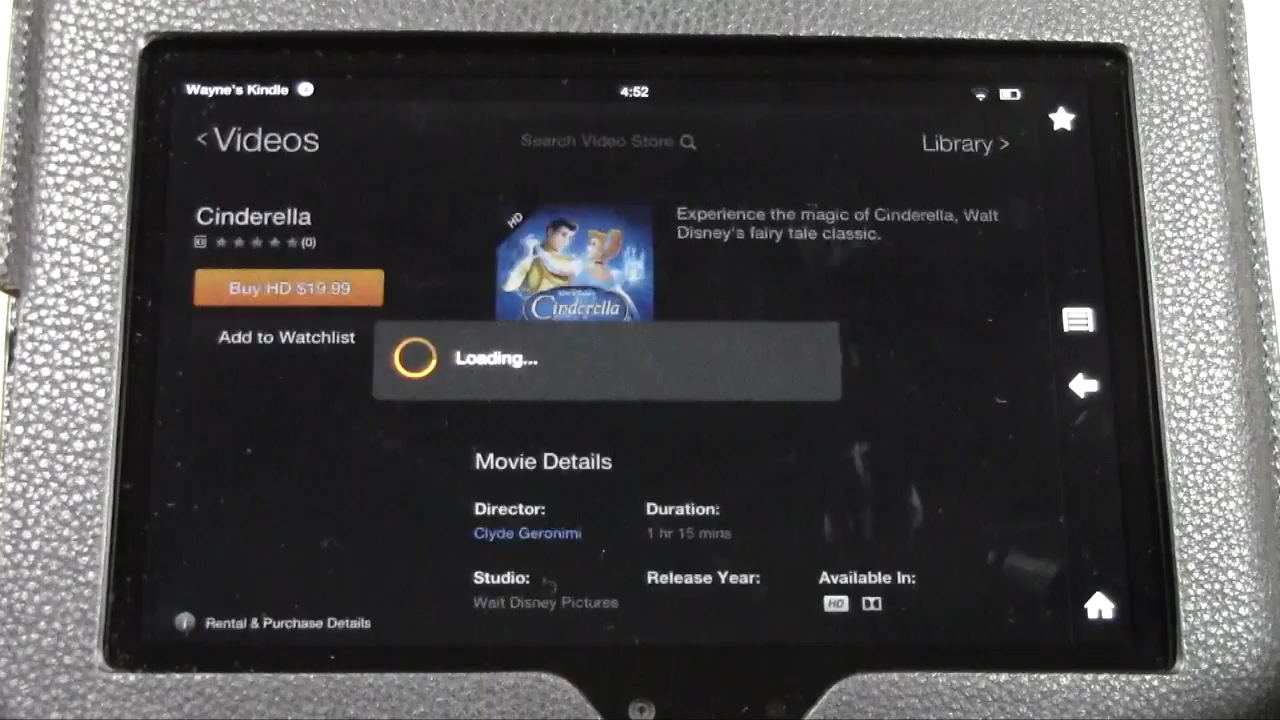 Wayne's Kindle
4:52
< Videos
Search Video Store
Library >
Cinderella
(0)
Buy HD $19.99
Add to Watchlist
HD
Cinderella
Experience the magic of Cinderella, Walt
Disney's fairy tale classic.
Loading...
Movie Details
Director:
Clyde Geronimi
Duration:
1 hr 15 mins
Studio:
Walt Disney Pictures
Release Year:
Available In:
HD
Rental & Purchase Details